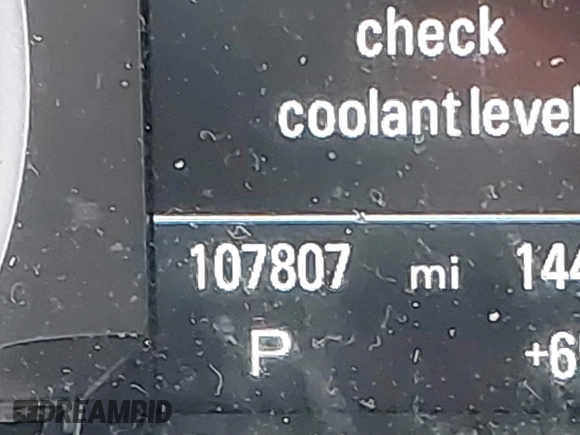 check
coolant level
107807 mi 144
P +6
DREAMBID